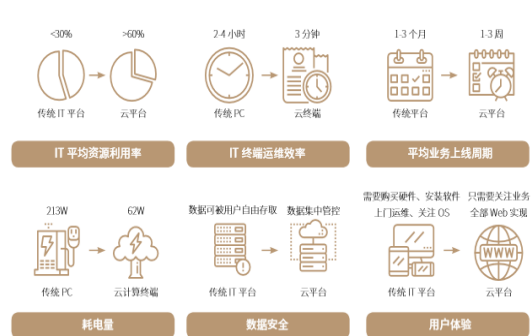 <30%
>60%
2-4 小时
3 分钟
1-3 个月
1-3 周
传统 IT 平台
云平台
传统 PC
云终端
传统平台
云平台
IT 平均资源利用率
IT 终端运维效率
平均业务上线周期
213W
62W
数据可被用户自由存取
数据集中管控
需要购买硬件、安装软件
上门运维、关注 OS
只需要关注业务
全部 Web 实现
WWW
传统 PC
云计算终端
传统 IT 平台
云平台
传统 IT 平台
云平台
耗电量
数据安全
用户体验